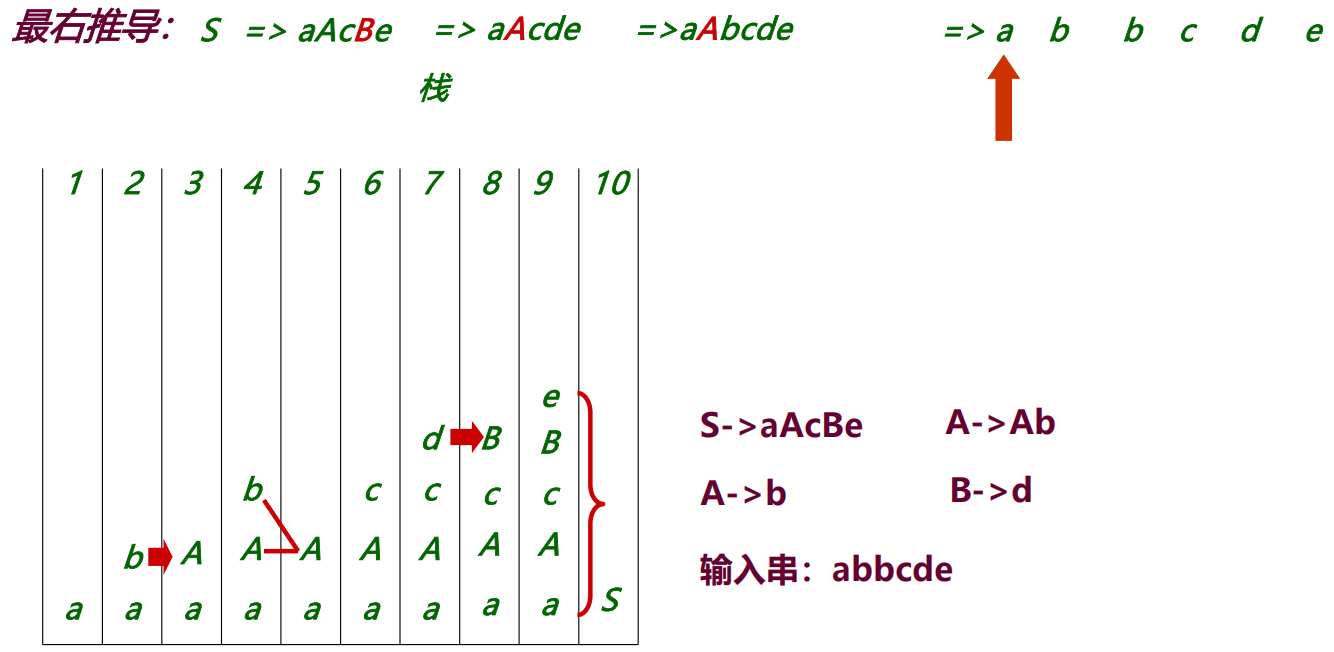 最右推导： S => aAcBe => aAcde =>aAbcde => a b b c d e
栈
1 2 3 4 5 6 7 8 9 10
e
d B B
b c c c c
b A A A A A A A
a a a a a a a a a S
S->aAcBe A->Ab
A->b B->d
输入串：abbcde